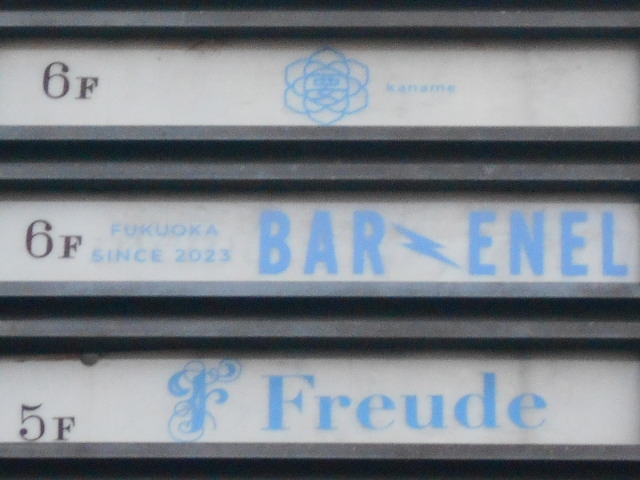 6F kaname
6F FUKUOKA SINCE 2023 BAR ENEL
5F F Freude